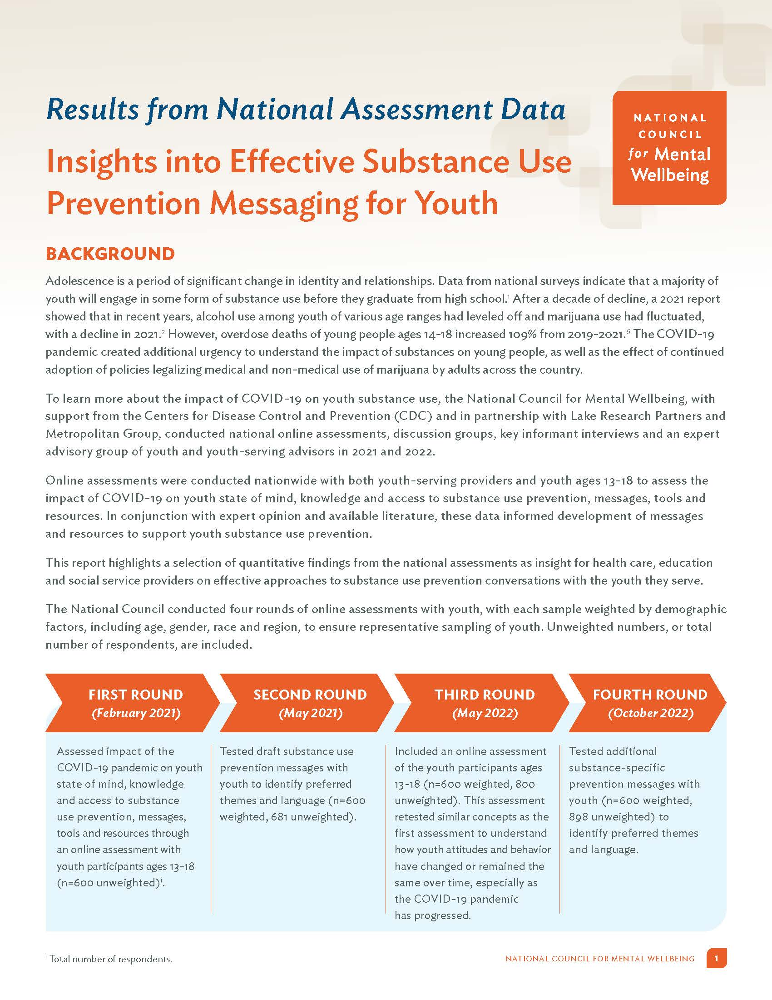 Results from National Assessment Data
Insights into Effective Substance Use
Prevention Messaging for Youth
NATIONAL
COUNCIL
for Mental
Wellbeing
BACKGROUND
Adolescence is a period of significant change in identity and relationships. Data from national surveys indicate that a majority of
youth will engage in some form of substance use before they graduate from high school.¹ After a decade of decline, a 2021 report
showed that in recent years, alcohol use among youth of various age ranges had leveled off and marijuana use had fluctuated,
with a decline in 2021.² However, overdose deaths of young people ages 14-18 increased 109% from 2019-2021.⁶ The COVID-19
pandemic created additional urgency to understand the impact of substances on young people, as well as the effect of continued
adoption of policies legalizing medical and non-medical use of marijuana by adults across the country.
To learn more about the impact of COVID-19 on youth substance use, the National Council for Mental Wellbeing, with
support from the Centers for Disease Control and Prevention (CDC) and in partnership with Lake Research Partners and
Metropolitan Group, conducted national online assessments, discussion groups, key informant interviews and an expert
advisory group of youth and youth-serving advisors in 2021 and 2022.
Online assessments were conducted nationwide with both youth-serving providers and youth ages 13-18 to assess the
impact of COVID-19 on youth state of mind, knowledge and access to substance use prevention, messages, tools and
resources. In conjunction with expert opinion and available literature, these data informed development of messages
and resources to support youth substance use prevention.
This report highlights a selection of quantitative findings from the national assessments as insight for health care, education
and social service providers on effective approaches to substance use prevention conversations with the youth they serve.
The National Council conducted four rounds of online assessments with youth, with each sample weighted by demographic
factors, including age, gender, race and region, to ensure representative sampling of youth. Unweighted numbers, or total
number of respondents, are included.
FIRST ROUND
(February 2021)
Assessed impact of the
COVID-19 pandemic on youth
state of mind, knowledge
and access to substance
use prevention, messages,
tools and resources through
an online assessment with
youth participants ages 13-18
(n=600 unweighted)ⁱ.
SECOND ROUND
(May 2021)
Tested draft substance use
prevention messages with
youth to identify preferred
themes and language (n=600
weighted, 681 unweighted).
THIRD ROUND
(May 2022)
Included an online assessment
of the youth participants ages
13-18 (n=600 weighted, 800
unweighted). This assessment
retested similar concepts as the
first assessment to understand
how youth attitudes and behavior
have changed or remained the
same over time, especially as
the COVID-19 pandemic
has progressed.
FOURTH ROUND
(October 2022)
Tested additional
substance-specific
prevention messages with
youth (n=600 weighted,
898 unweighted) to
identify preferred themes
and language.
ⁱ Total number of respondents.
NATIONAL COUNCIL FOR MENTAL WELLBEING 1